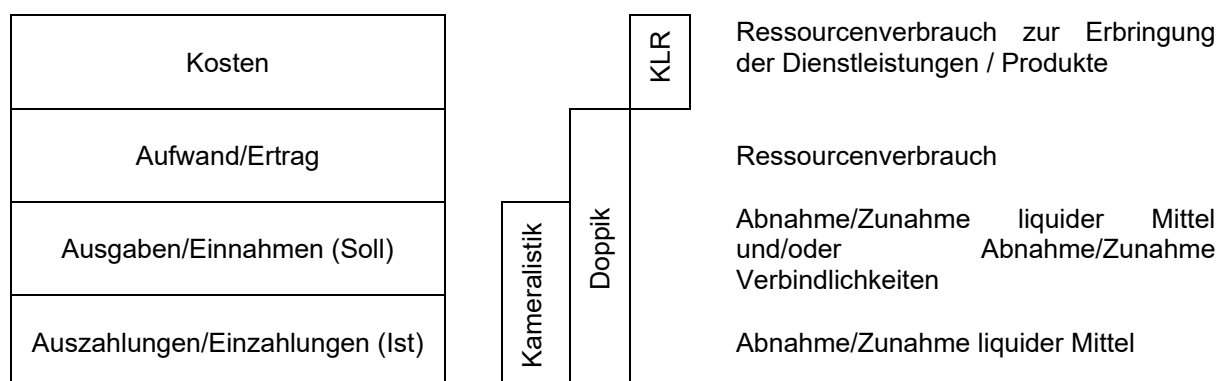 Kosten
KLR
Ressourcenverbrauch zur Erbringung
der Dienstleistungen / Produkte
Aufwand/Ertrag
Doppik
Ressourcenverbrauch
Ausgaben/Einnahmen (Soll)
Kameralistik
Abnahme/Zunahme liquider Mittel
und/oder Abnahme/Zunahme
Verbindlichkeiten
Auszahlungen/Einzahlungen (Ist)
Abnahme/Zunahme liquider Mittel